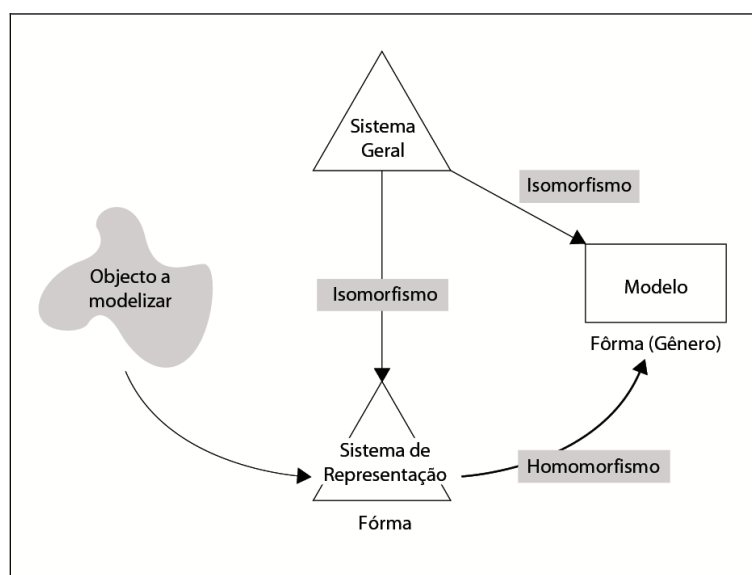 Sistema
Geral
Isomorfismo
Objecto a
modelizar
Isomorfismo
Modelo
Fôrma (Gênero)
Sistema de
Representação
Homomorfismo
Fórma